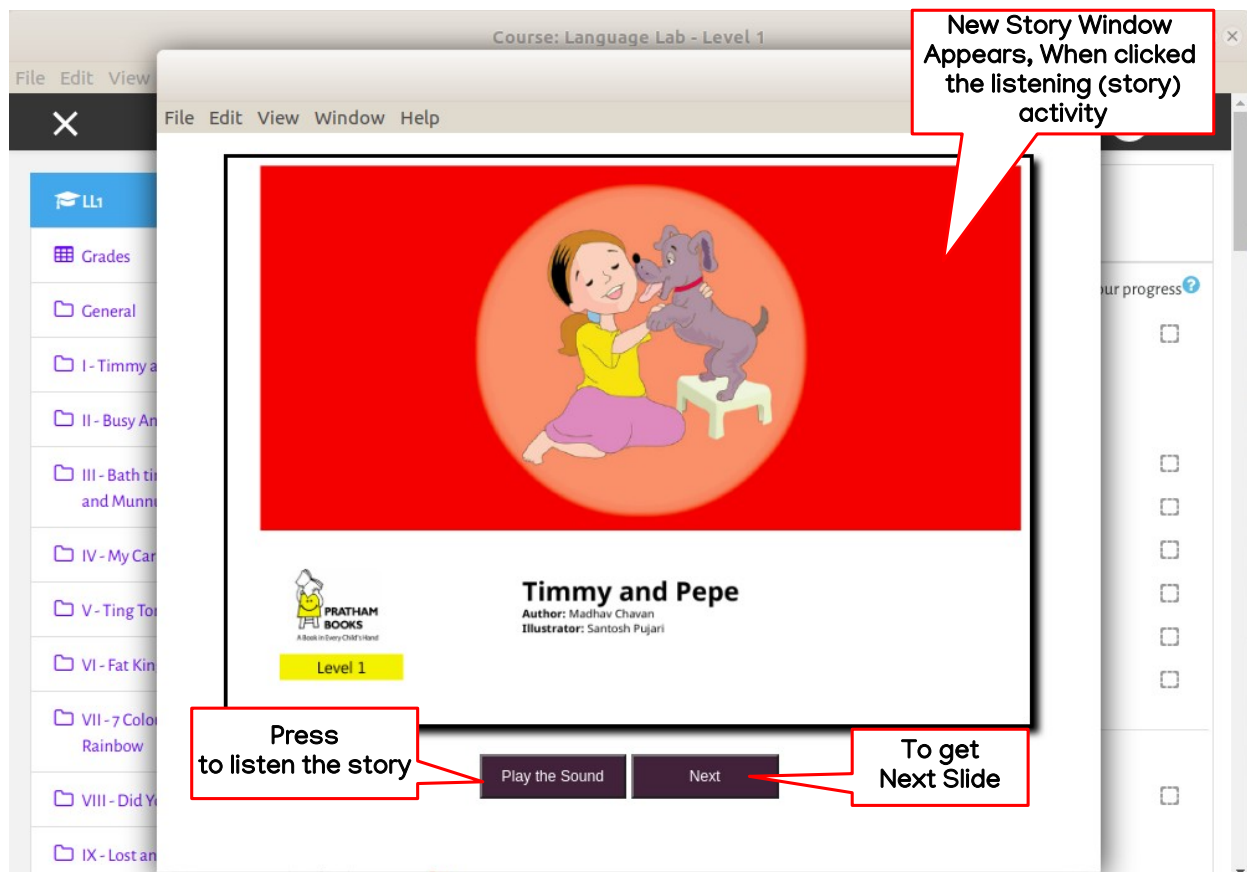 Course: Language Lab - Level 1
New Story Window
Appears, When clicked
the listening (story)
activity
File Edit View
File Edit View Window Help
LL1
Grades
General
I - Timmy a
II - Busy An
III - Bath ti
and Munnu
IV - My Car
V - Ting To
VI - Fat Kin
VII - 7 Colo
Rainbow
VIII - Did Y
IX - Lost an
ur progress
PRATHAM
BOOKS
A Book in Every Child's Hand
Level 1
Timmy and Pepe
Author: Madhav Chavan
Illustrator: Santosh Pujari
Press
to listen the story
Play the Sound
Next
To get
Next Slide